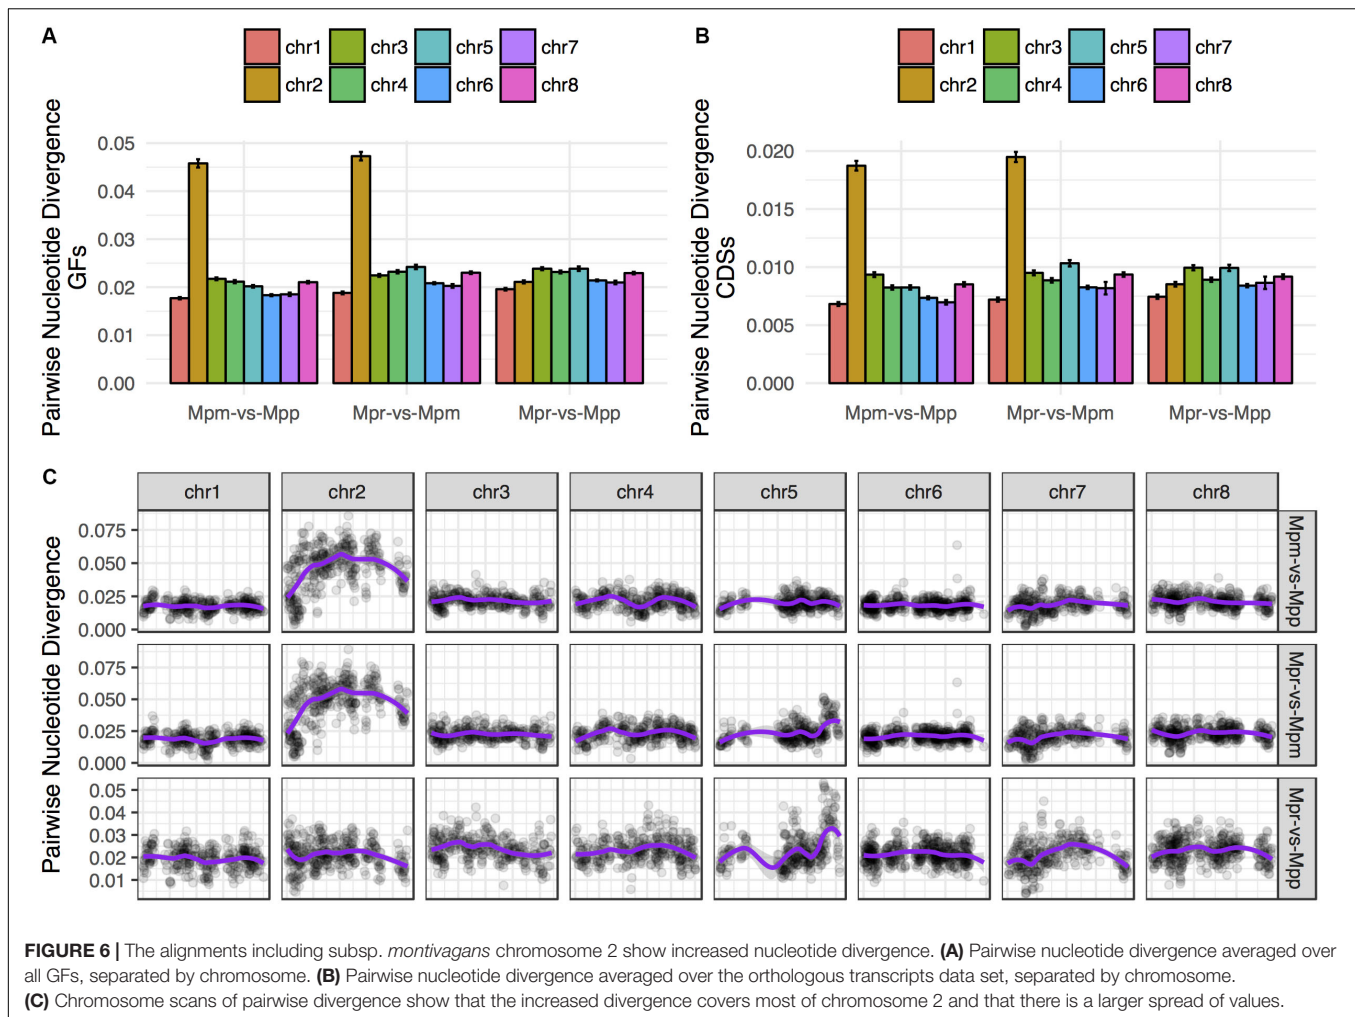 A
chr1 chr3 chr5 chr7
chr2 chr4 chr6 chr8
Pairwise Nucleotide Divergence
GFs
0.05
0.04
0.03
0.02
0.01
0.00
Mpm-vs-Mpp Mpr-vs-Mpm Mpr-vs-Mpp
B
chr1 chr3 chr5 chr7
chr2 chr4 chr6 chr8
Pairwise Nucleotide Divergence
CDSs
0.020
0.015
0.010
0.005
0.000
Mpm-vs-Mpp Mpr-vs-Mpm Mpr-vs-Mpp
C
chr1 chr2 chr3 chr4 chr5 chr6 chr7 chr8
Pairwise Nucleotide Divergence
0.075
0.050
0.025
0.000
Mpm-vs-Mpp
0.075
0.050
0.025
0.000
Mpr-vs-Mpm
0.05
0.04
0.03
0.02
0.01
Mpr-vs-Mpp
FIGURE 6 | The alignments including subsp. montivagans chromosome 2 show increased nucleotide divergence. (A) Pairwise nucleotide divergence averaged over
all GFs, separated by chromosome. (B) Pairwise nucleotide divergence averaged over the orthologous transcripts data set, separated by chromosome.
(C) Chromosome scans of pairwise divergence show that the increased divergence covers most of chromosome 2 and that there is a larger spread of values.